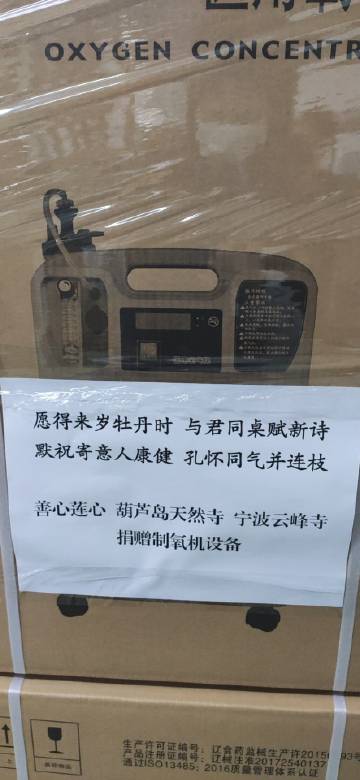 医用氧
OXYGEN CONCENTR
愿得来岁牡丹时 与君同桌赋新诗
默祝寄意人康健 孔怀同气并连枝
善心莲心 葫芦岛天然寺 宁波云峰寺
捐赠制氧机设备
生产许可证编号：辽食药监械生产许2015
产品注册证编号：辽械注准20172540137
通过ISO13485：2016质量管理体系认证